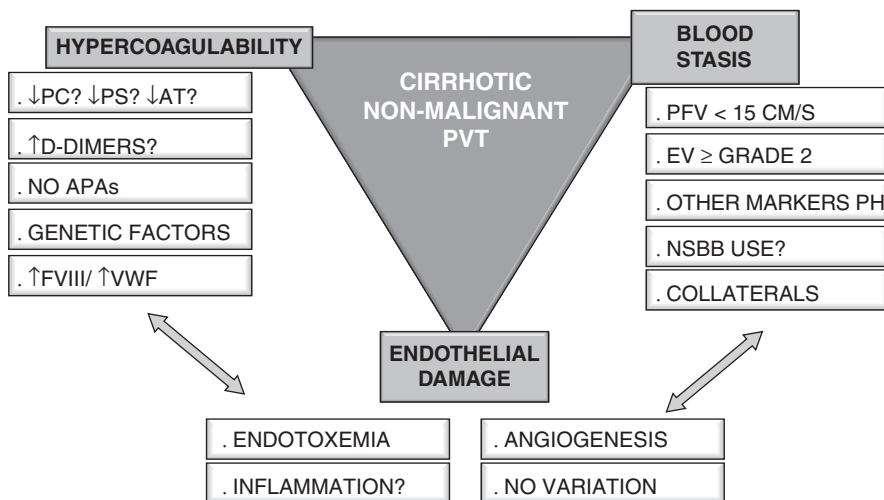 HYPERCOAGULABILITY
. ↓PC? ↓PS? ↓AT?
. ↑D-DIMERS?
. NO APAs
. GENETIC FACTORS
. ↑FVIII/ ↑VWF
CIRRHOTIC
NON-MALIGNANT
PVT
BLOOD
STASIS
. PFV < 15 CM/S
. EV ≥ GRADE 2
. OTHER MARKERS PH
. NSBB USE?
. COLLATERALS
ENDOTHELIAL
DAMAGE
. ENDOTOXEMIA
. INFLAMMATION?
. ANGIOGENESIS
. NO VARIATION